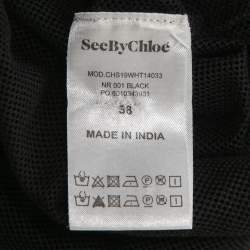 SeeByChloé
MOD.CHS19WHT14033
NR 001 BLACK
38
MADE IN INDIA